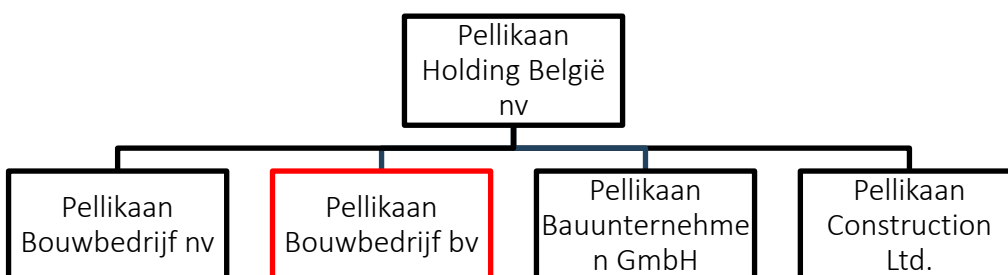 Pellikaan
Holding België
nv
Pellikaan
Bouwbedrijf nv
Pellikaan
Bouwbedrijf bv
Pellikaan
Bauunternehme
n GmbH
Pellikaan
Construction
Ltd.